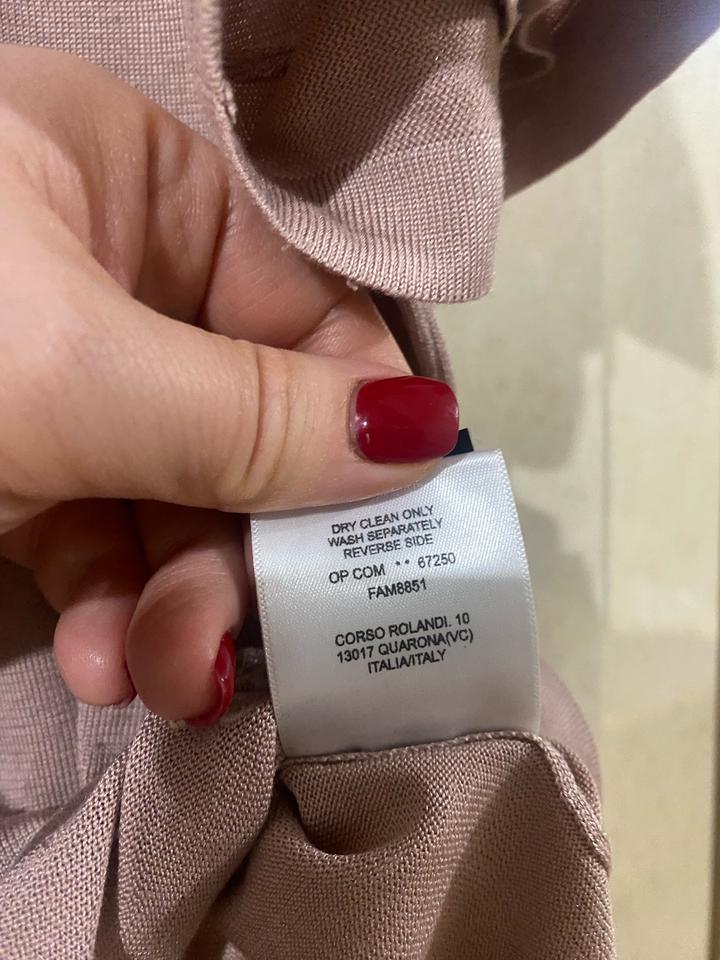 DRY CLEAN ONLY
WASH SEPARATELY
REVERSE SIDE
OP COM ** 67250
FAM8851
CORSO ROLANDI. 10
13017 QUARONA(VC)
ITALIA/ITALY